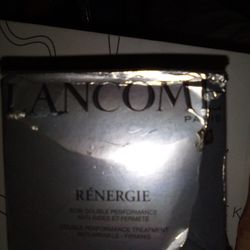 LANCOME
PARIS
RÉNERGIE
SOIN DOUBLE PERFORMANCE
ANTI-RIDES ET FERMETÉ
DOUBLE PERFORMANCE TREATMENT
ANTI-WRINKLE - FIRMING
K